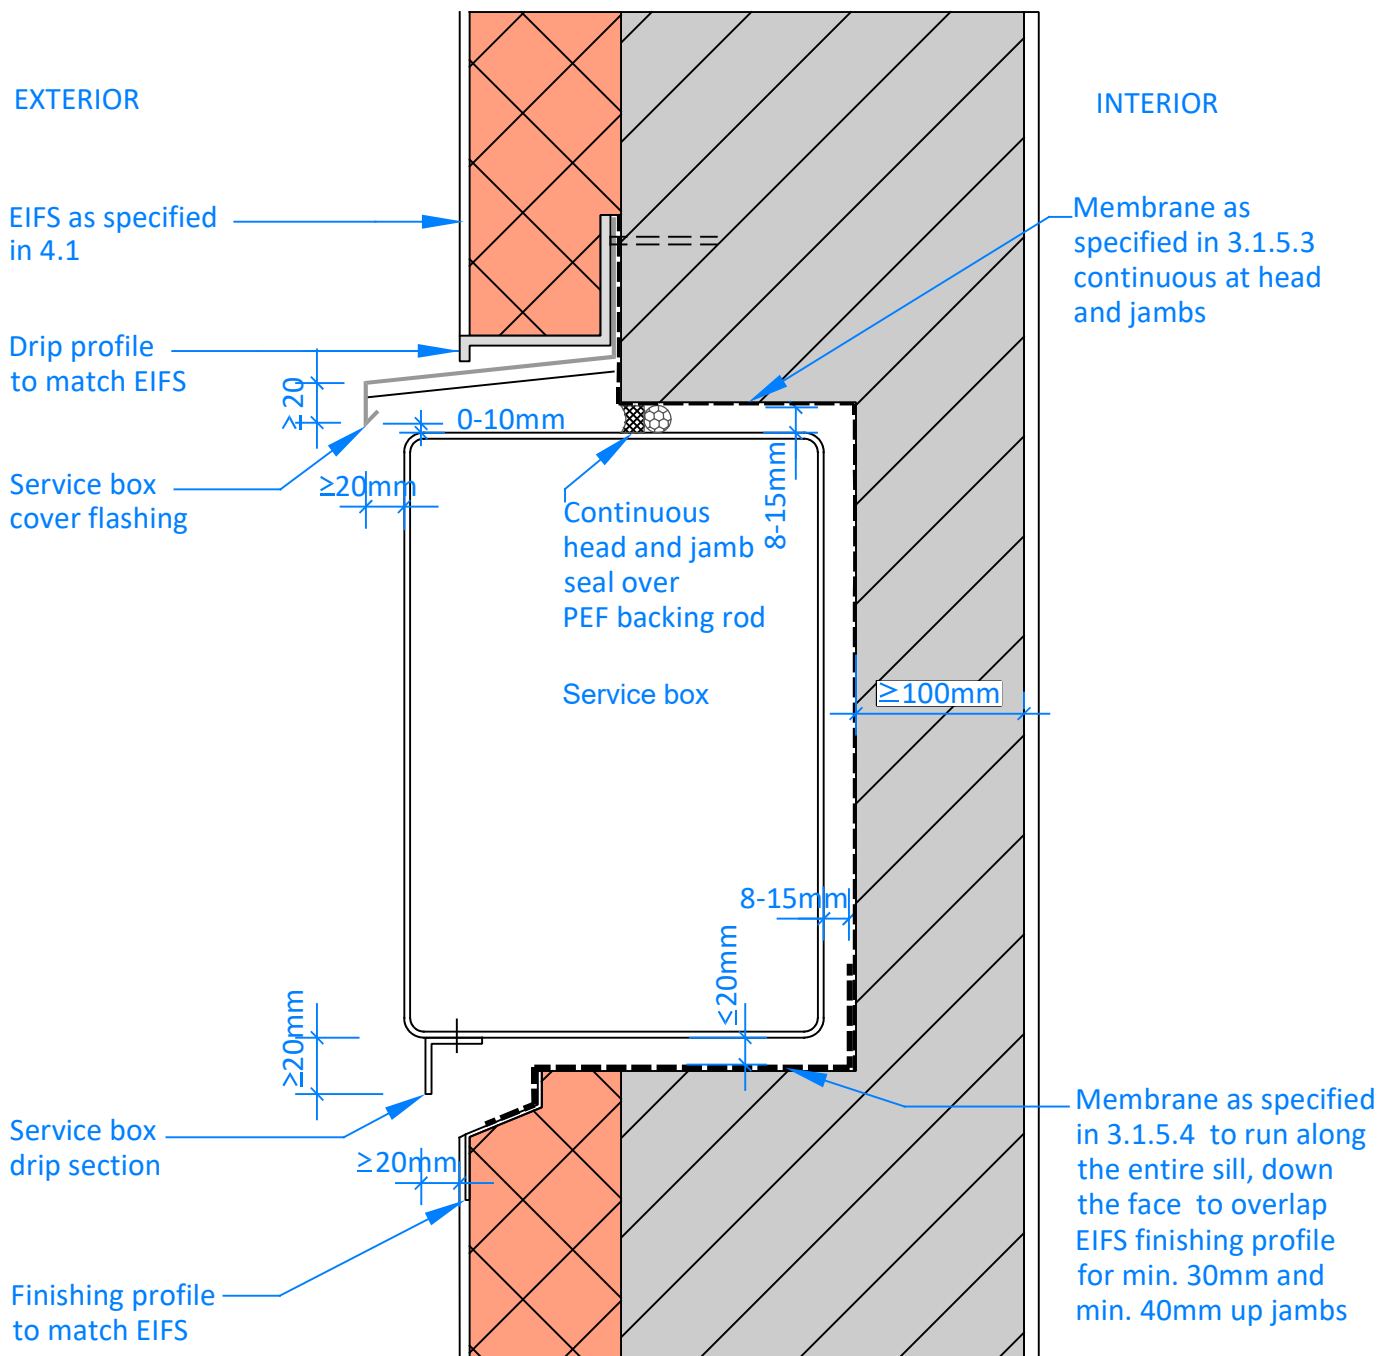 EXTERIOR
INTERIOR
EIFS as specified
in 4.1
Membrane as
specified in 3.1.5.3
continuous at head
and jambs
Drip profile
to match EIFS
≥20
0-10mm
Service box
cover flashing
≥20mm
8-15mm
Continuous
head and jamb
seal over
PEF backing rod
Service box
≥100mm
8-15mm
≤20mm
≥20mm
Service box
drip section
≥20mm
Membrane as specified
in 3.1.5.4 to run along
the entire sill, down
the face to overlap
EIFS finishing profile
for min. 30mm and
min. 40mm up jambs
Finishing profile
to match EIFS